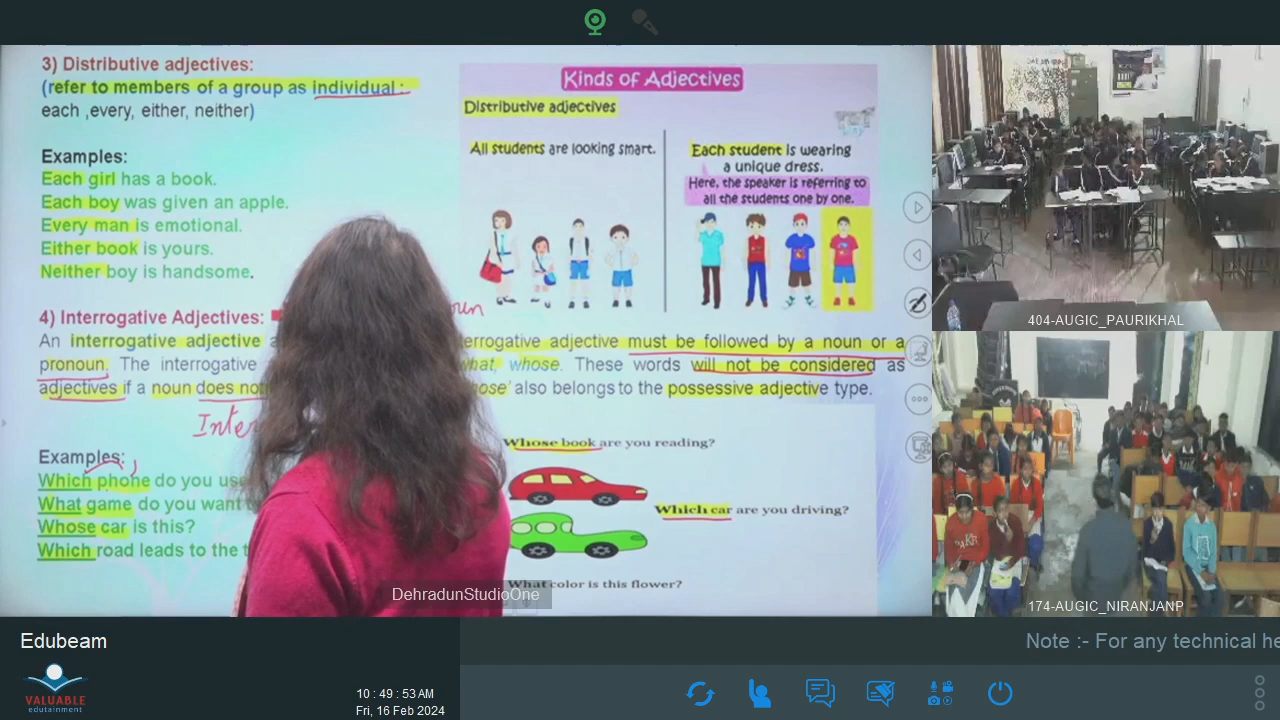 3) Distributive adjectives:
(refer to members of a group as individual :
each ,every, either, neither)
Examples:
Each girl has a book.
Each boy was given an apple.
Every man is emotional.
Either book is yours.
Neither boy is handsome.
4) Interrogative Adjectives:
An interrogative adjective
terrogative adjective must be followed by a noun or a
pronoun. The interrogative
what, whose. These words will not be considered as
adjectives if a noun does not
also belongs to the possessive adjective type.
Examples:
Which phone do you use
What game do you want
Whose car is this?
Which road leads to the
Kinds of Adjectives
Distributive adjectives
All students are looking smart.
Each student is wearing
a unique dress.
Here, the speaker is referring to
all the students one by one.
Whose book are you reading?
Which car are you driving?
What color is this flower?
DehradunStudioOne
404-AUGIC_PAURIKHAL
174-AUGIC_NIRANJANP
Edubeam
VALUABLE
edutainment
10 : 49 : 53 AM
Fri, 16 Feb 2024
Note :- For any technical he